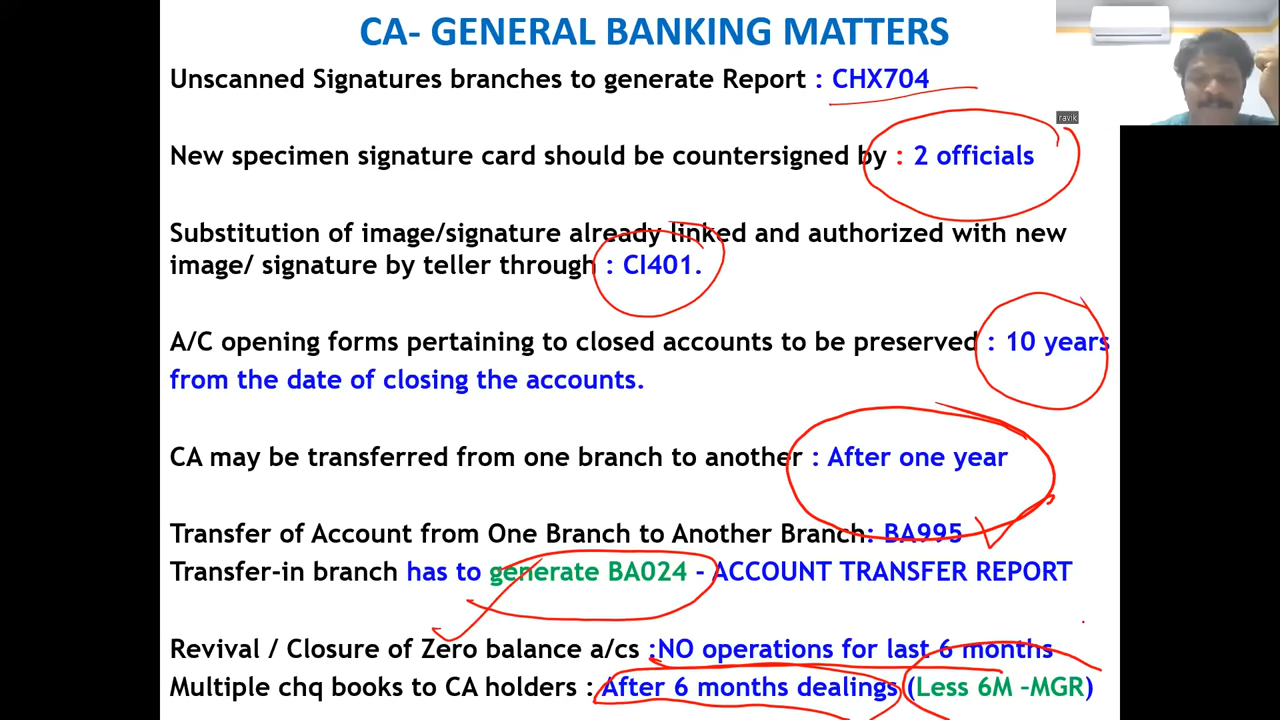 CA- GENERAL BANKING MATTERS
Unscanned Signatures branches to generate Report : CHX704
ravik
New specimen signature card should be countersigned by : 2 officials
Substitution of image/signature already linked and authorized with new
image/ signature by teller through : CI401.
A/C opening forms pertaining to closed accounts to be preserved : 10 years
from the date of closing the accounts.
CA may be transferred from one branch to another : After one year
Transfer of Account from One Branch to Another Branch: BA995
Transfer-in branch has to generate BA024 - ACCOUNT TRANSFER REPORT
Revival / Closure of Zero balance a/cs :NO operations for last 6 months
Multiple chq books to CA holders : After 6 months dealings (Less 6M -MGR)